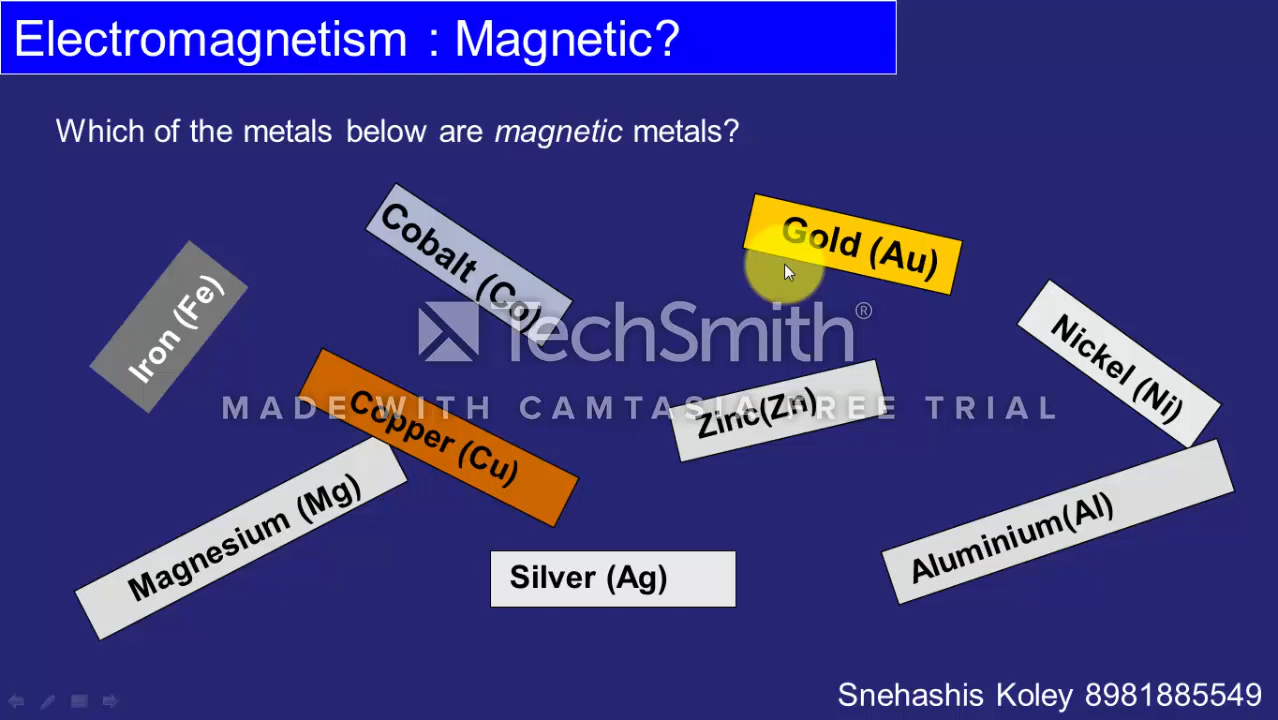 Electromagnetism : Magnetic?
Which of the metals below are magnetic metals?
Cobalt (Co)
Gold (Au)
Iron (Fe)
Nickel (Ni)
TechSmith®
MADE WITH CAMTASIA FREE TRIAL
Copper (Cu)
Zinc(Zn)
Magnesium (Mg)
Aluminium(Al)
Silver (Ag)
Snehashis Koley 8981885549